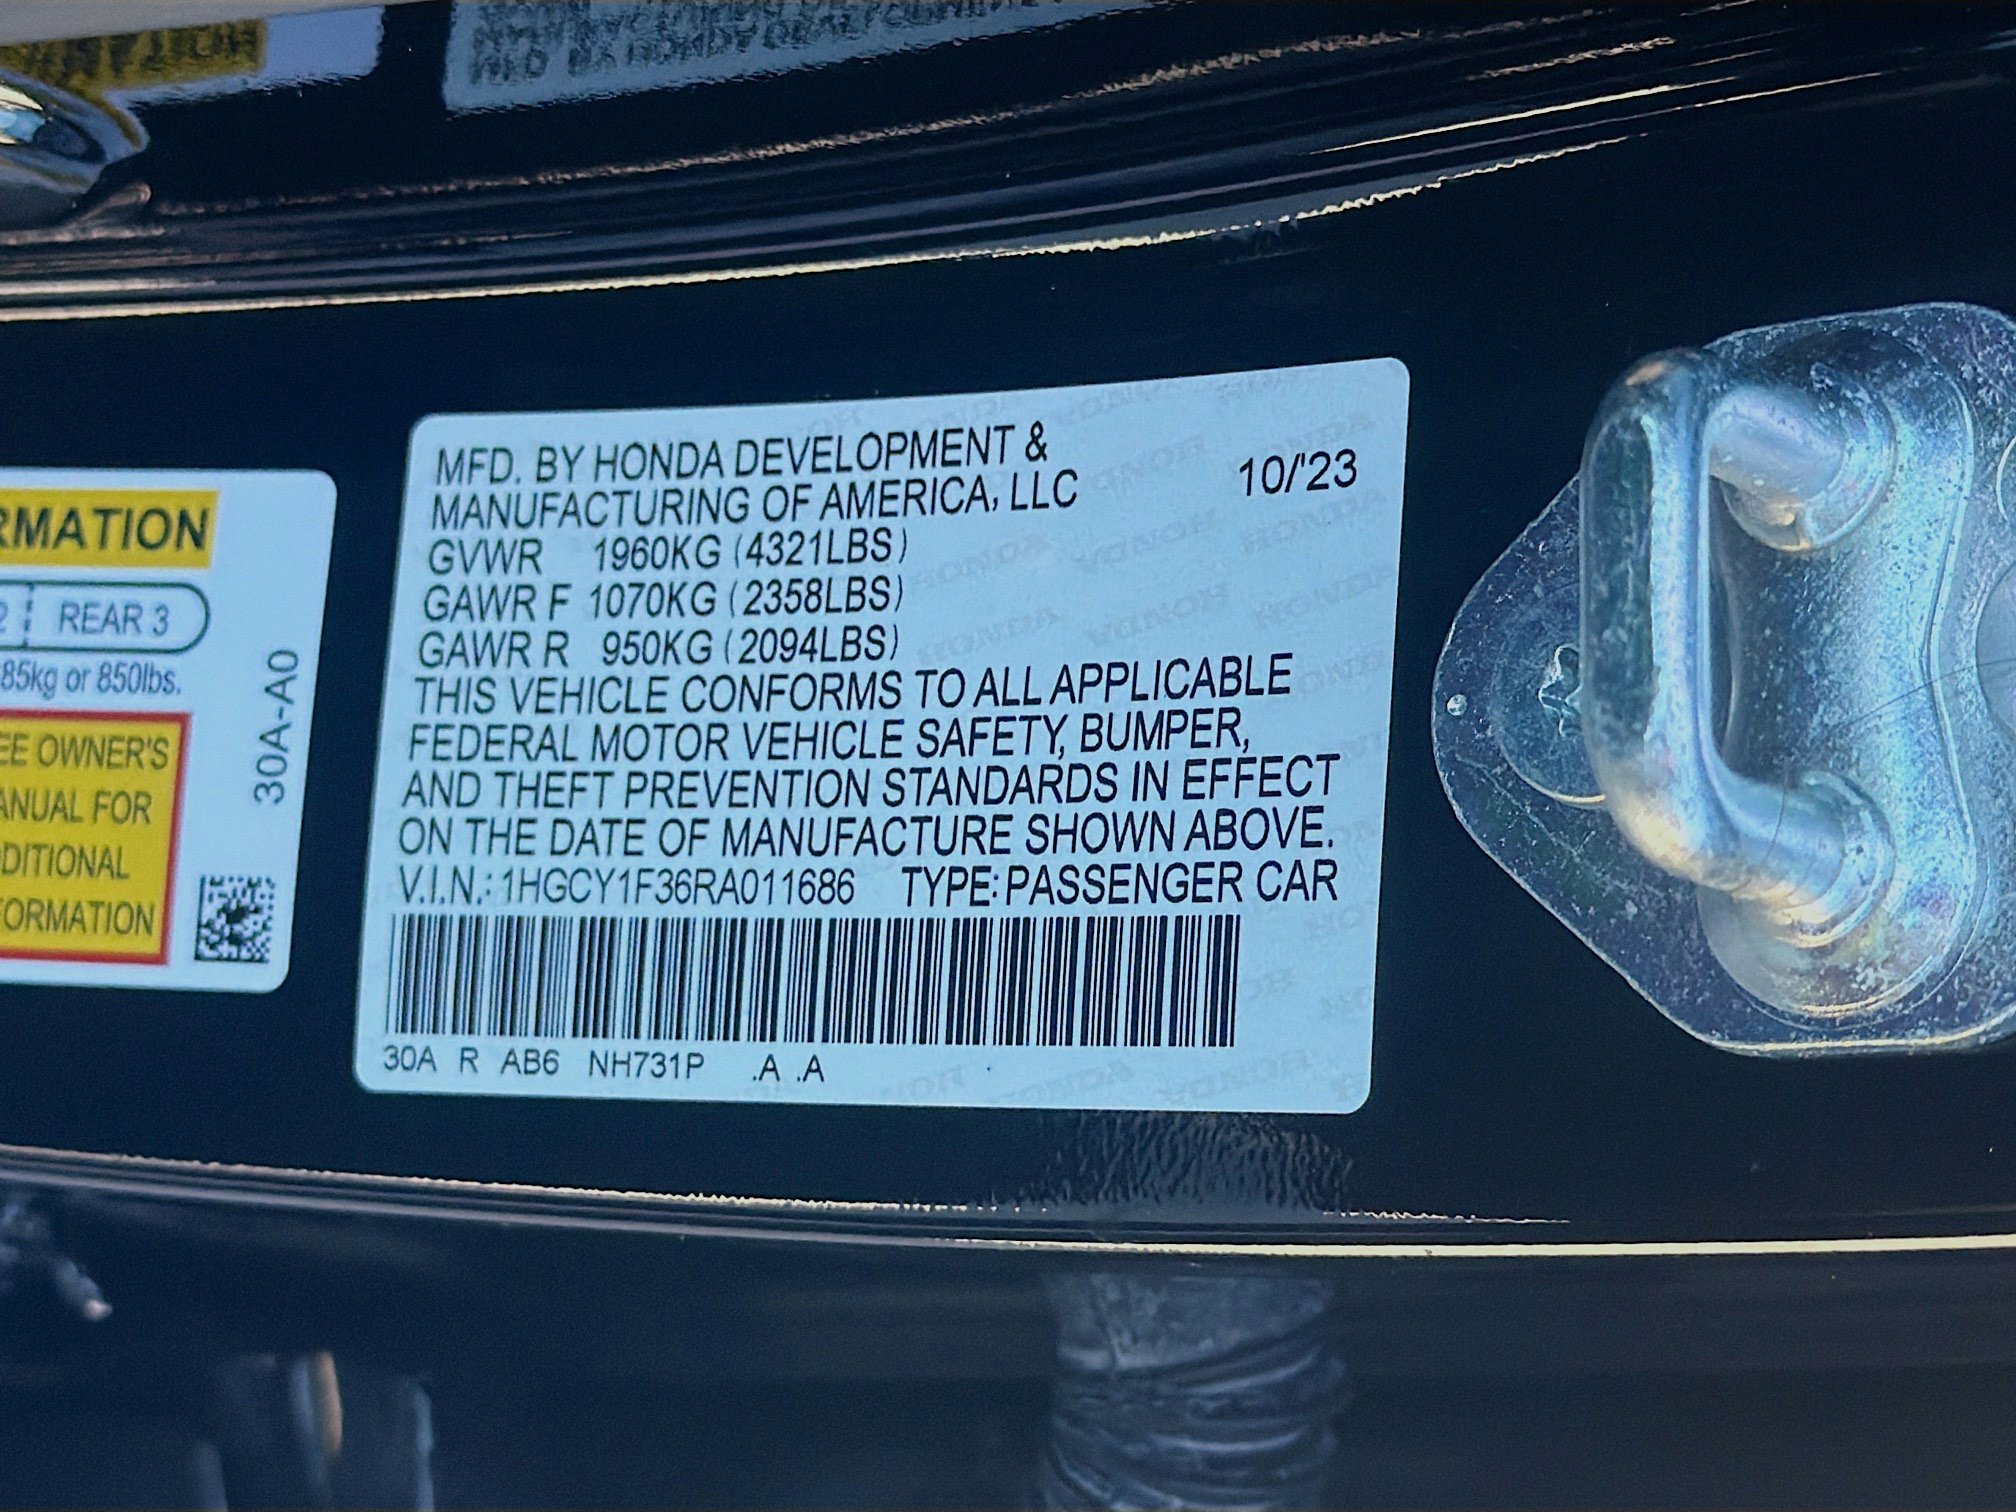 RMATION
2 REAR 3
85kg or 850lbs.
EE OWNER'S
ANUAL FOR
DITIONAL
FORMATION
30A-A0
MFD. BY HONDA DEVELOPMENT &
MANUFACTURING OF AMERICA, LLC 10/'23
GVWR 1960KG (4321LBS)
GAWR F 1070KG (2358LBS)
GAWR R 950KG (2094LBS)
THIS VEHICLE CONFORMS TO ALL APPLICABLE
FEDERAL MOTOR VEHICLE SAFETY, BUMPER,
AND THEFT PREVENTION STANDARDS IN EFFECT
ON THE DATE OF MANUFACTURE SHOWN ABOVE.
V.I.N.: 1HGCY1F36RA011686 TYPE: PASSENGER CAR
30A R AB6 NH731P .A .A